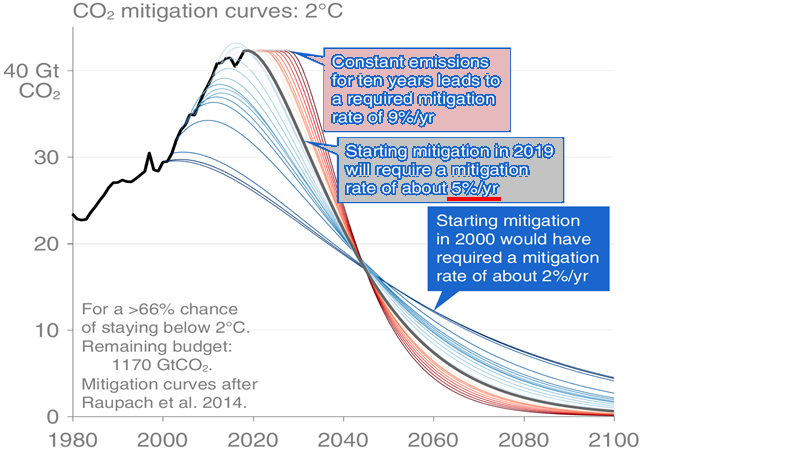 CO₂ mitigation curves: 2°C
40 Gt
CO₂
30
20
10
0
Constant emissions
for ten years leads to
a required mitigation
rate of 9%/yr
Starting mitigation in 2019
will require a mitigation
rate of about 5%/yr
Starting mitigation
in 2000 would have
required a mitigation
rate of about 2%/yr
For a >66% chance
of staying below 2°C.
Remaining budget:
1170 GtCO₂.
Mitigation curves after
Raupach et al. 2014.
1980 2000 2020 2040 2060 2080 2100